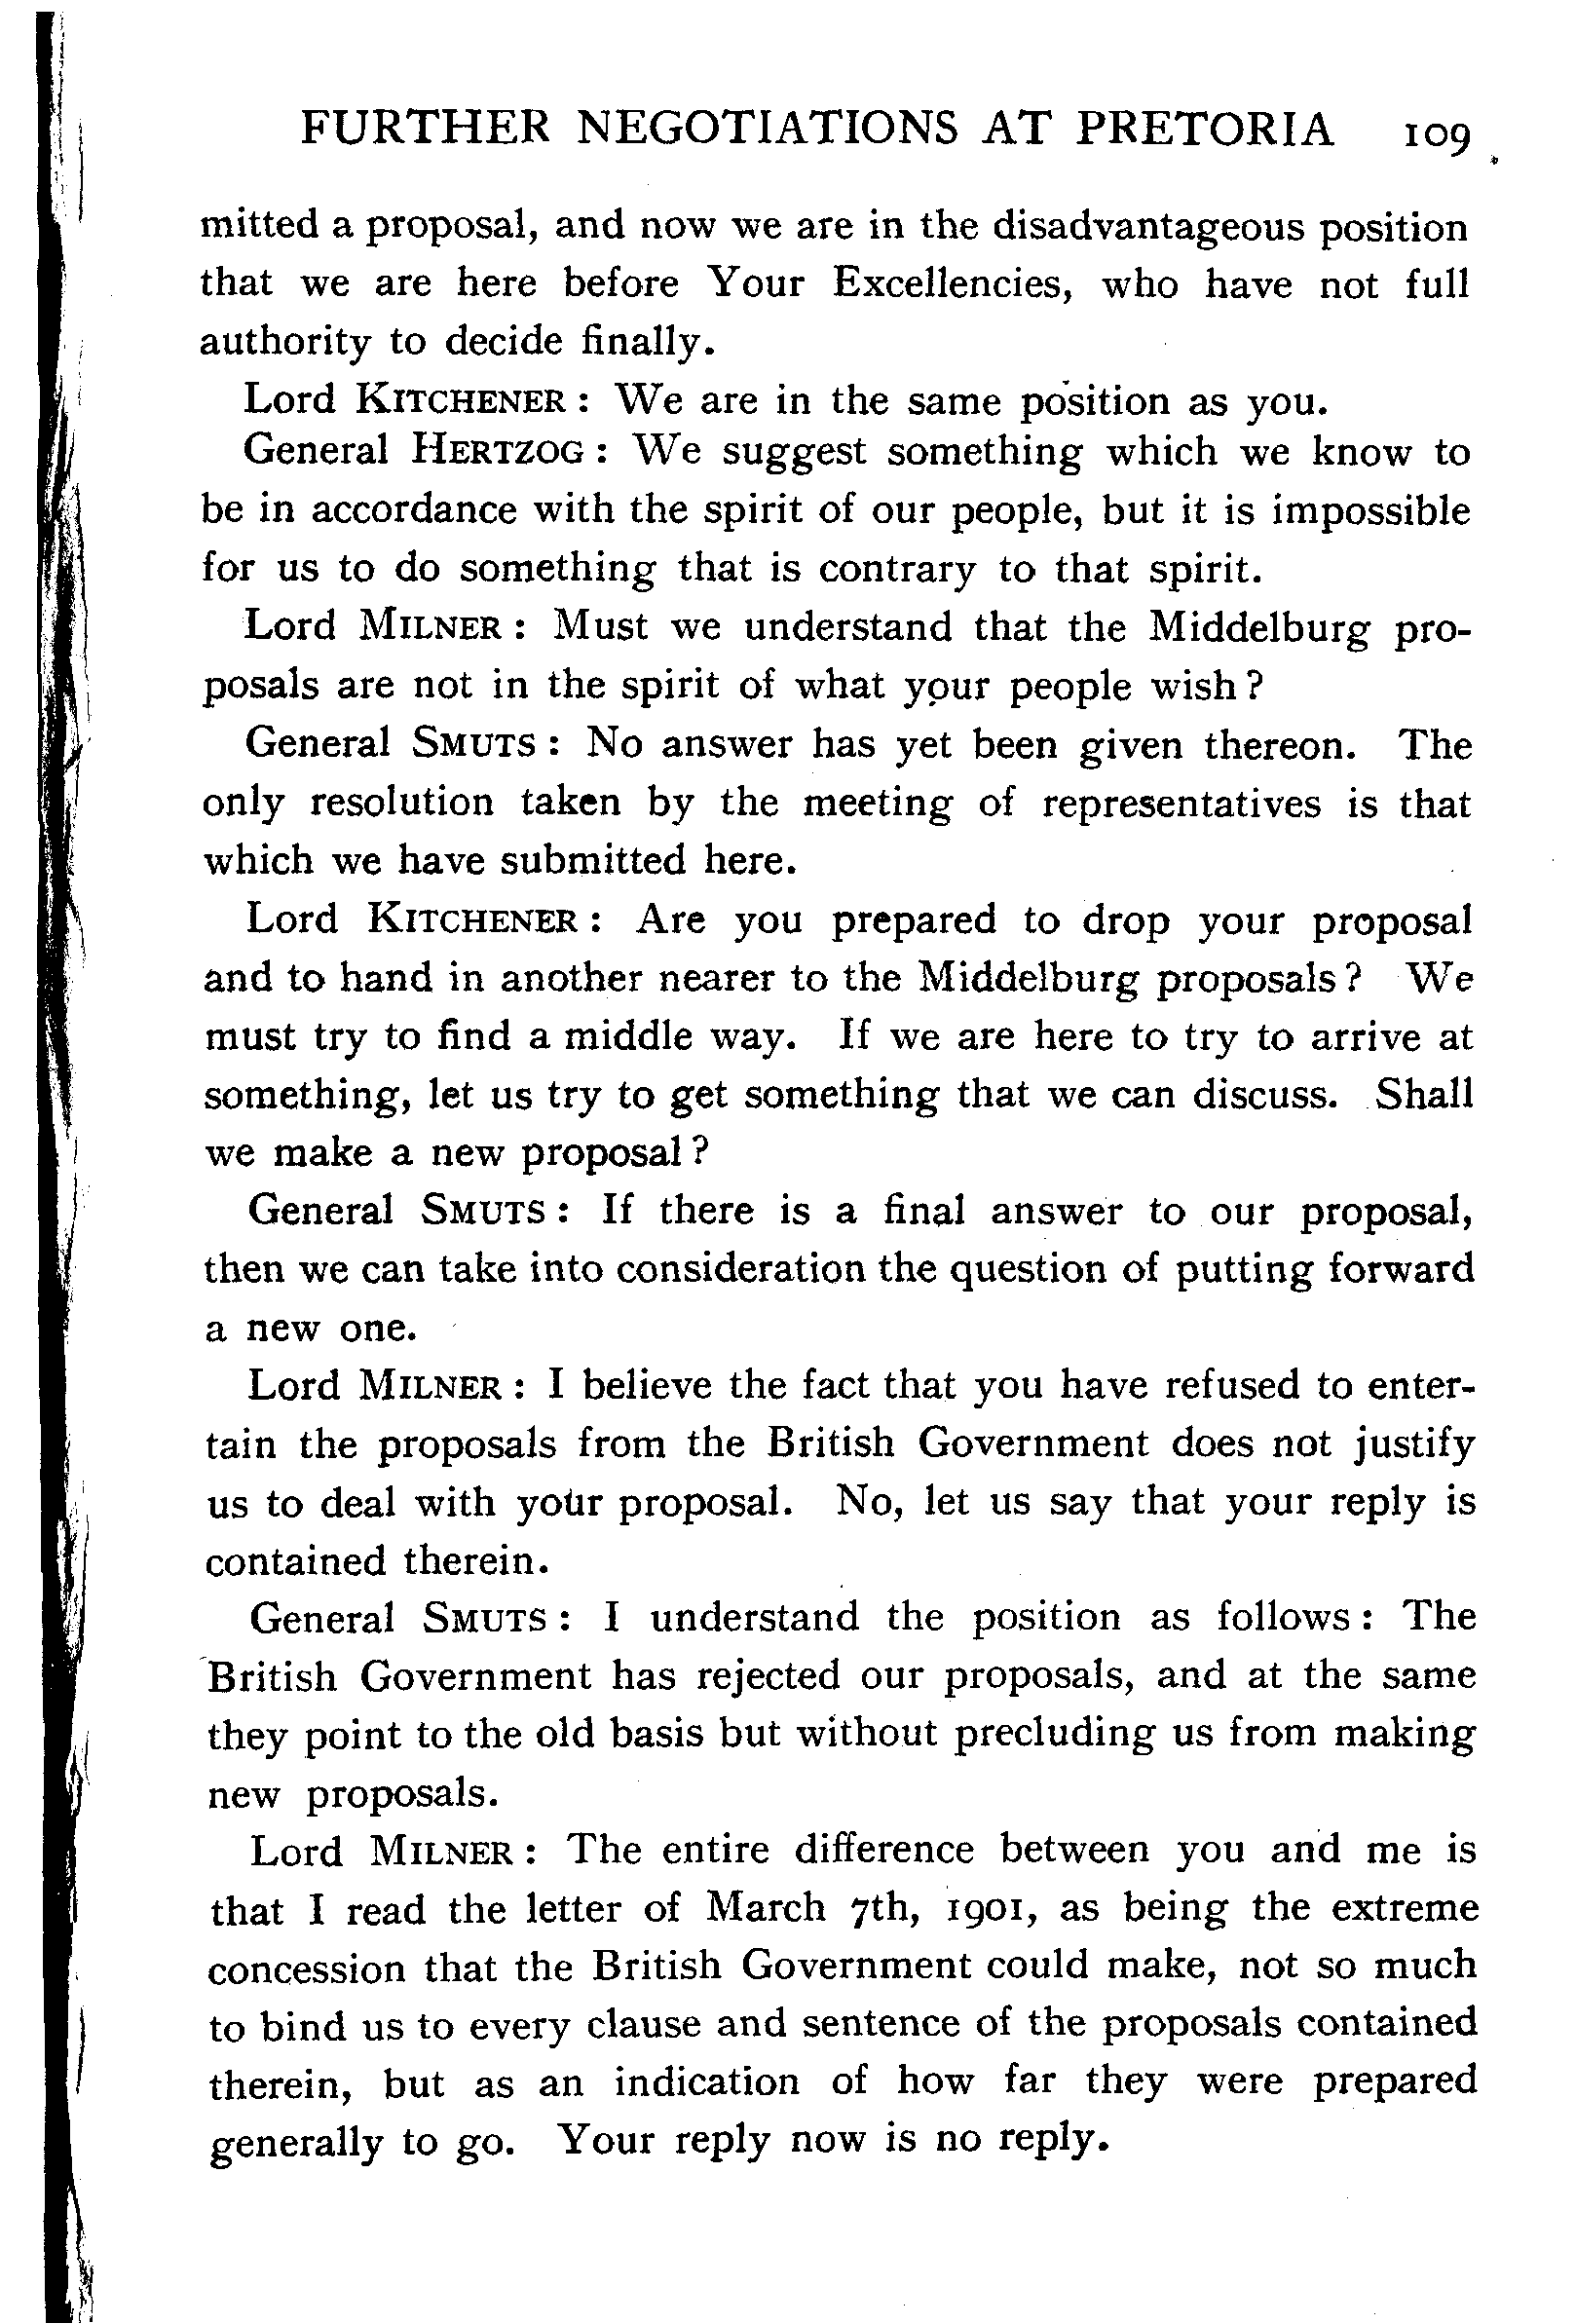 FURTHER NEGOTIATIONS AT PRETORIA 109
mitted a proposal, and now we are in the disadvantageous position
that we are here before Your Excellencies, who have not full
authority to decide finally.
Lord KITCHENER : We are in the same position as you.
General HERTZOG : We suggest something which we know to
be in accordance with the spirit of our people, but it is impossible
for us to do something that is contrary to that spirit.
Lord MILNER : Must we understand that the Middelburg pro-
posals are not in the spirit of what your people wish ?
General SMUTS : No answer has yet been given thereon. The
only resolution taken by the meeting of representatives is that
which we have submitted here.
Lord KITCHENER : Are you prepared to drop your proposal
and to hand in another nearer to the Middelburg proposals ? We
must try to find a middle way. If we are here to try to arrive at
something, let us try to get something that we can discuss. Shall
we make a new proposal ?
General SMUTS : If there is a final answer to our proposal,
then we can take into consideration the question of putting forward
a new one.
Lord MILNER : I believe the fact that you have refused to enter-
tain the proposals from the British Government does not justify
us to deal with your proposal. No, let us say that your reply is
contained therein.
General SMUTS : I understand the position as follows : The
British Government has rejected our proposals, and at the same
they point to the old basis but without precluding us from making
new proposals.
Lord MILNER : The entire difference between you and me is
that I read the letter of March 7th, 1901, as being the extreme
concession that the British Government could make, not so much
to bind us to every clause and sentence of the proposals contained
therein, but as an indication of how far they were prepared
generally to go. Your reply now is no reply.